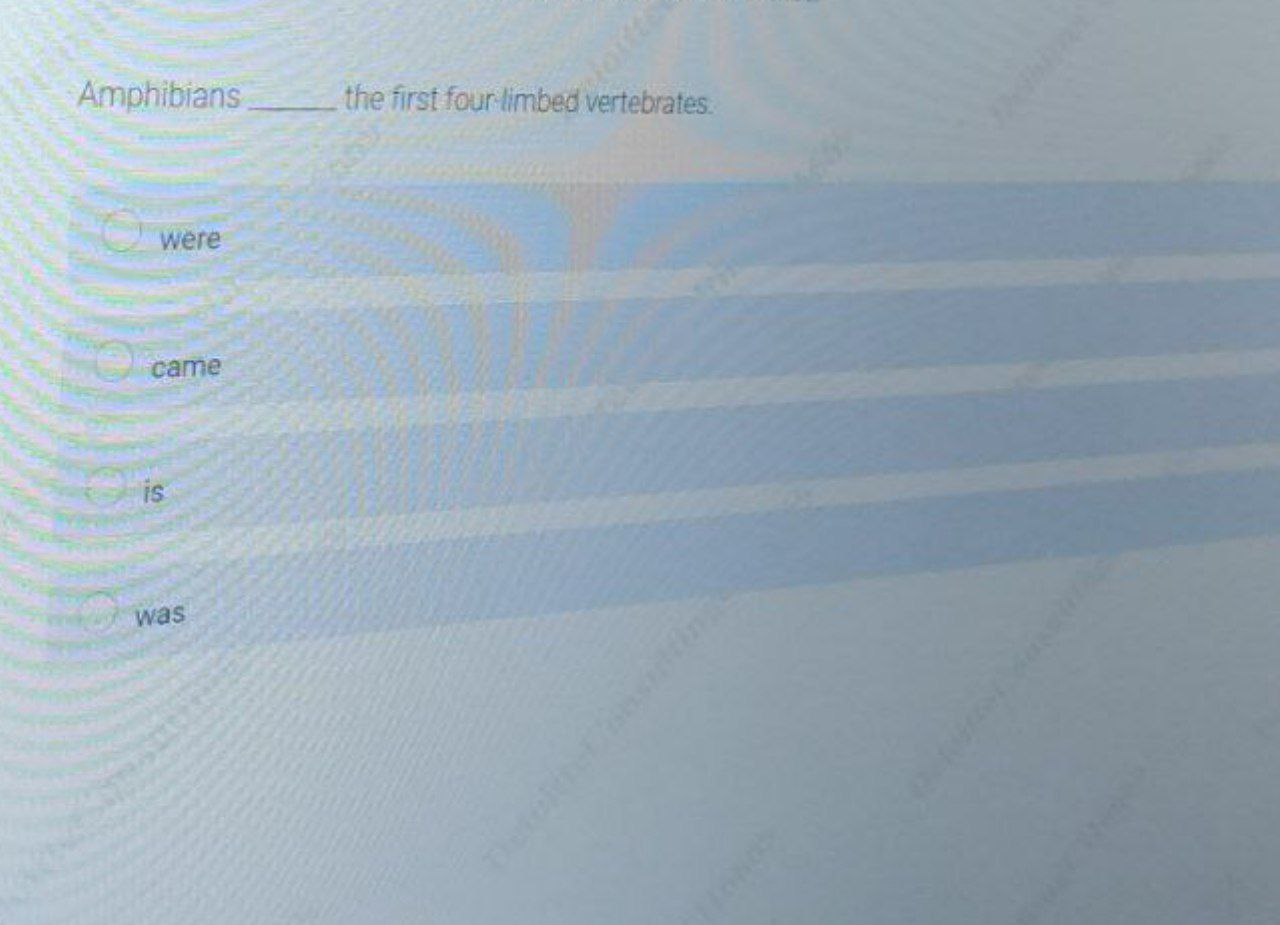 Amphibians ______ the first four-limbed vertebrates.
were
came
is
was